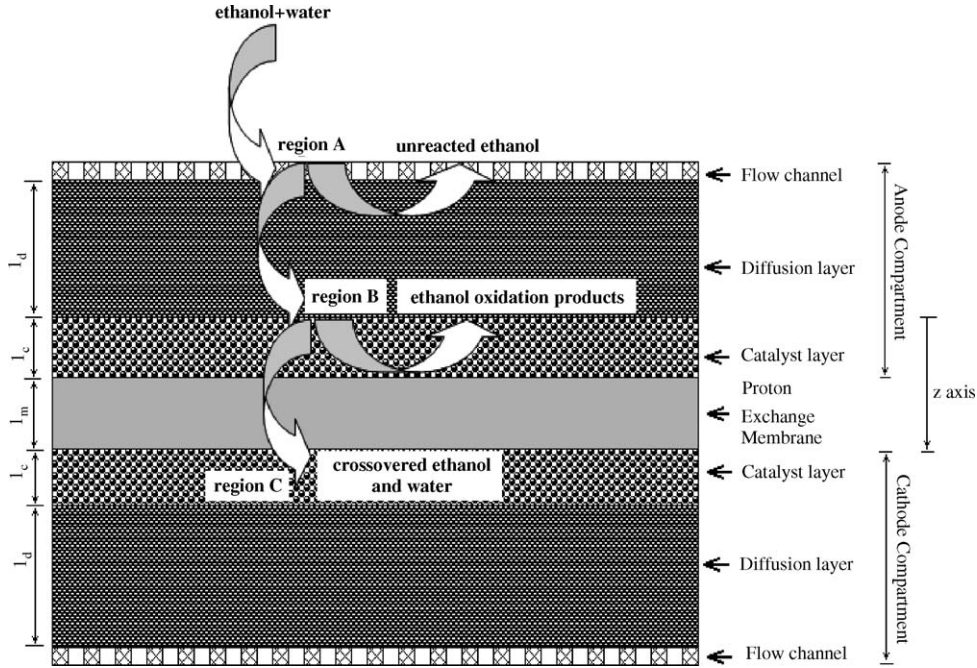 ethanol+water
region A
unreacted ethanol
Flow channel
Anode Compartment
l_d
Diffusion layer
region B
ethanol oxidation products
l_c
Catalyst layer
z axis
l_m
Proton
Exchange
Membrane
l_c
region C
crossovered ethanol
and water
Catalyst layer
Cathode Compartment
l_d
Diffusion layer
Flow channel